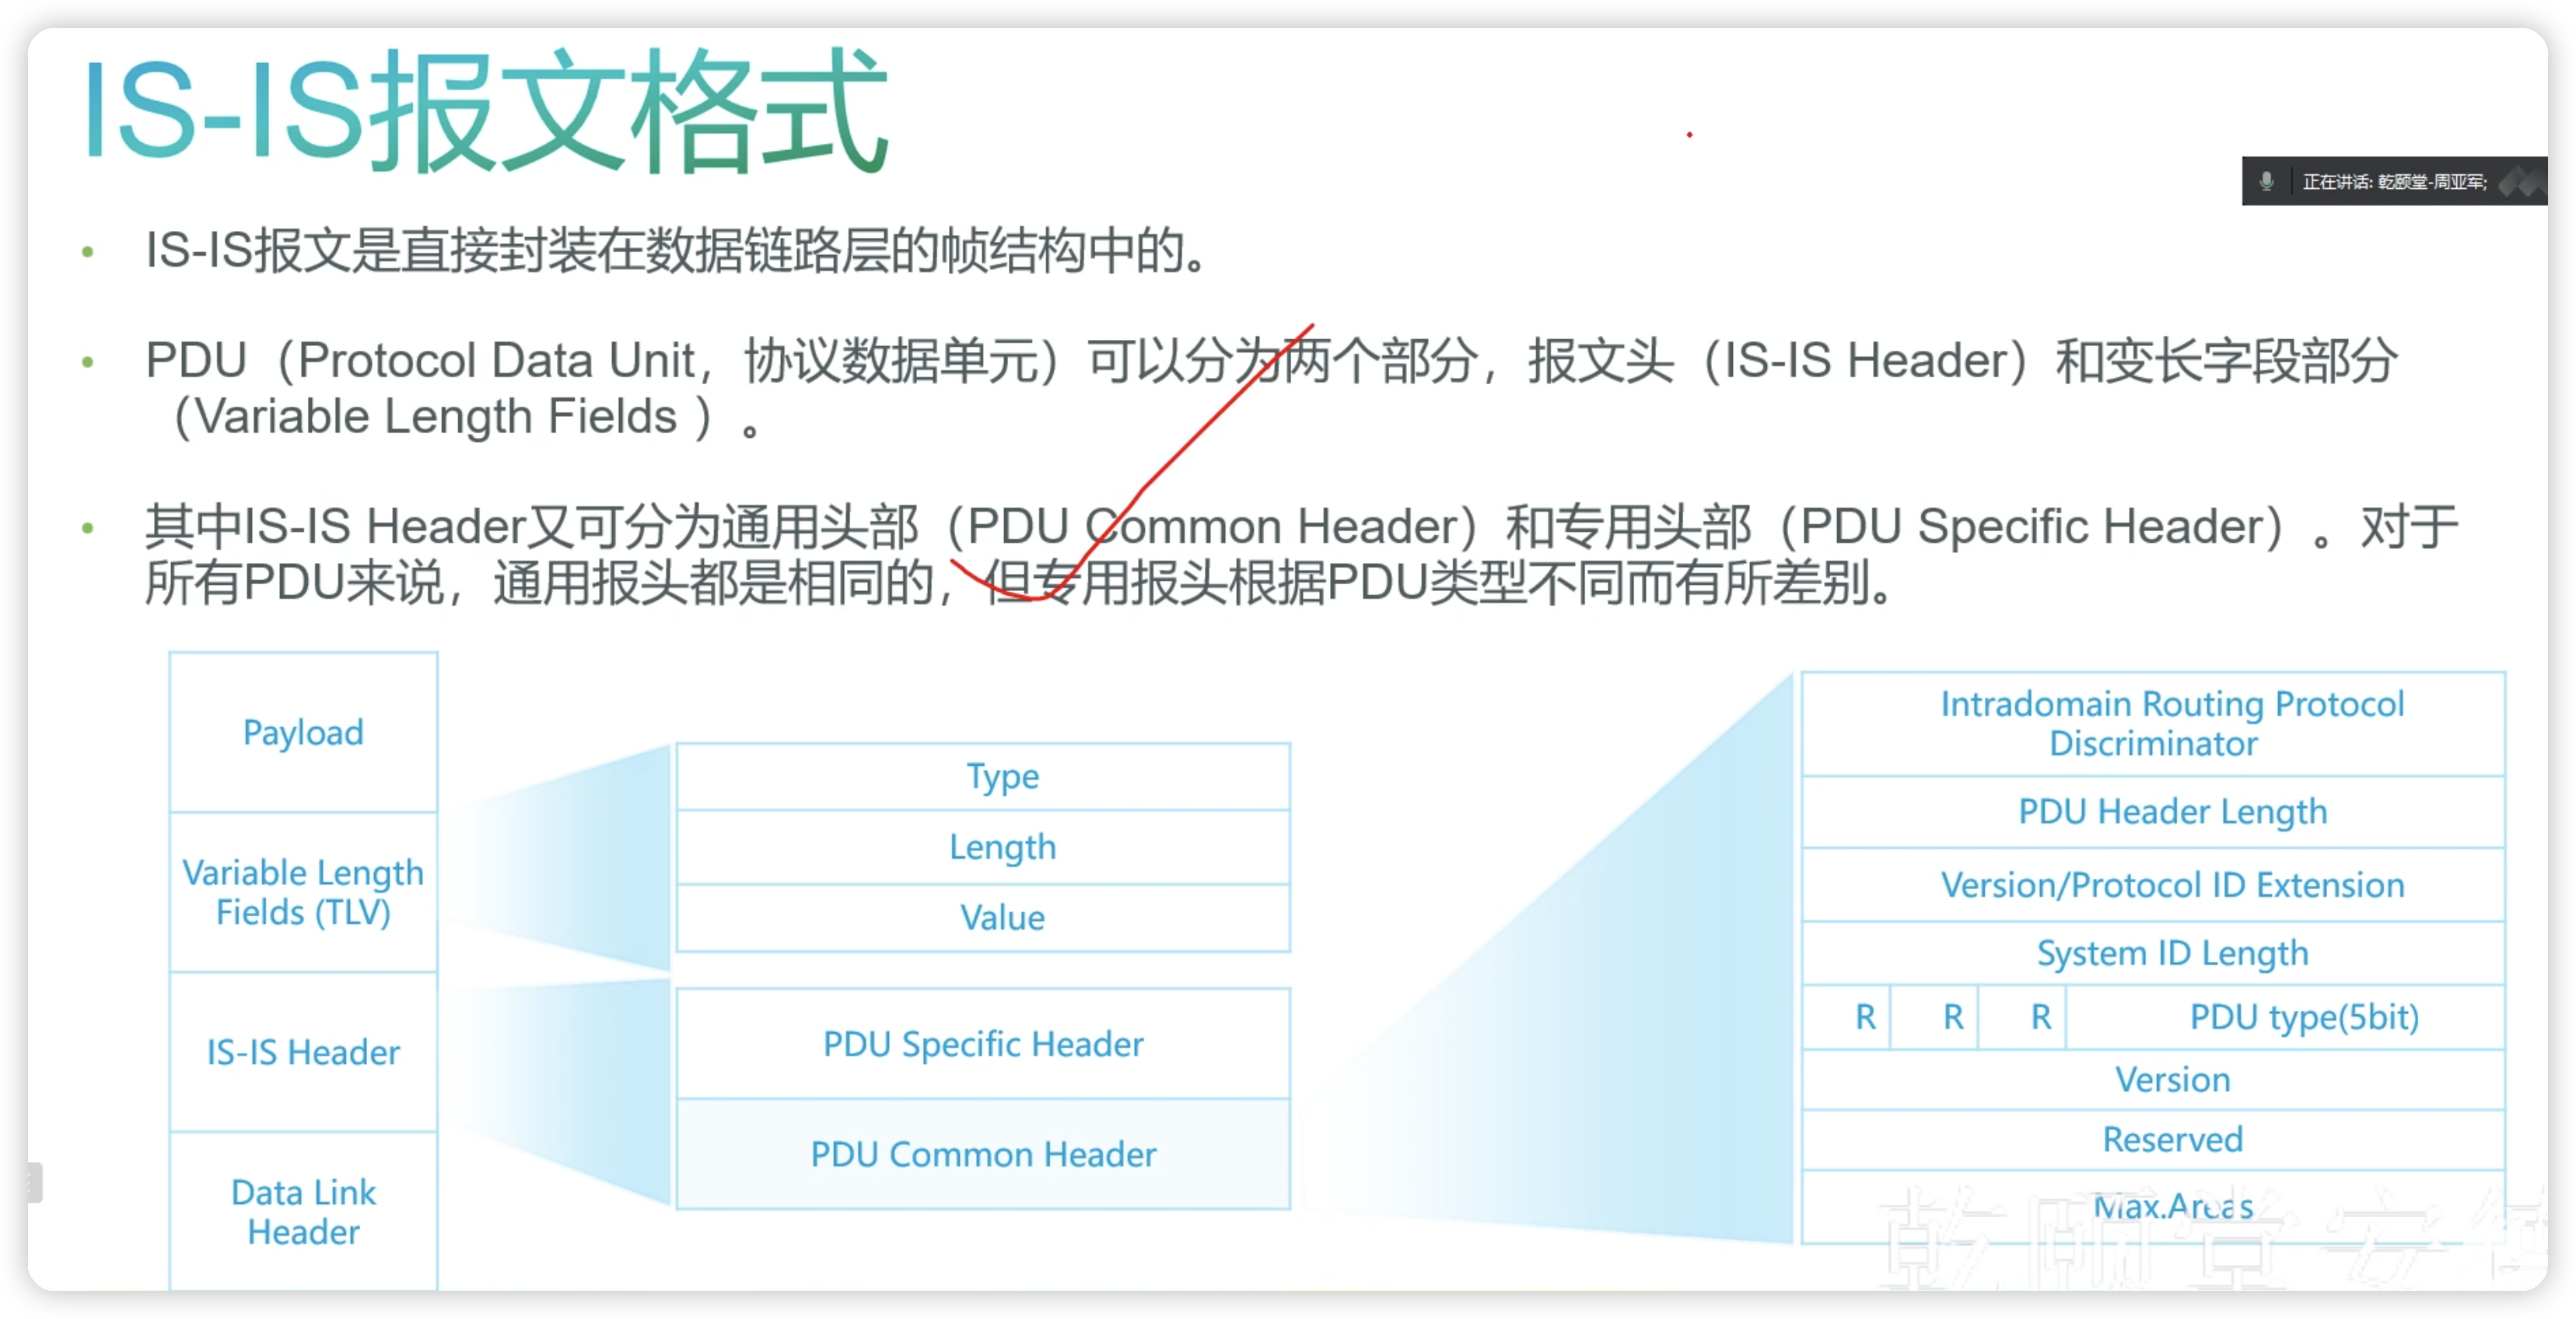 IS-IS报文格式
正在讲话: 乾颐堂-周亚军;
• IS-IS报文是直接封装在数据链路层的帧结构中的。
• PDU（Protocol Data Unit，协议数据单元）可以分为两个部分，报文头（IS-IS Header）和变长字段部分
（Variable Length Fields ）。
• 其中IS-IS Header又可分为通用头部（PDU Common Header）和专用头部（PDU Specific Header）。对于
所有PDU来说，通用报头都是相同的，但专用报头根据PDU类型不同而有所差别。
Payload
Variable Length
Fields (TLV)
IS-IS Header
Data Link
Header
Type
Length
Value
PDU Specific Header
PDU Common Header
Intradomain Routing Protocol
Discriminator
PDU Header Length
Version/Protocol ID Extension
System ID Length
R R R PDU type(5bit)
Version
Reserved
Max.Areas
乾颐堂安德